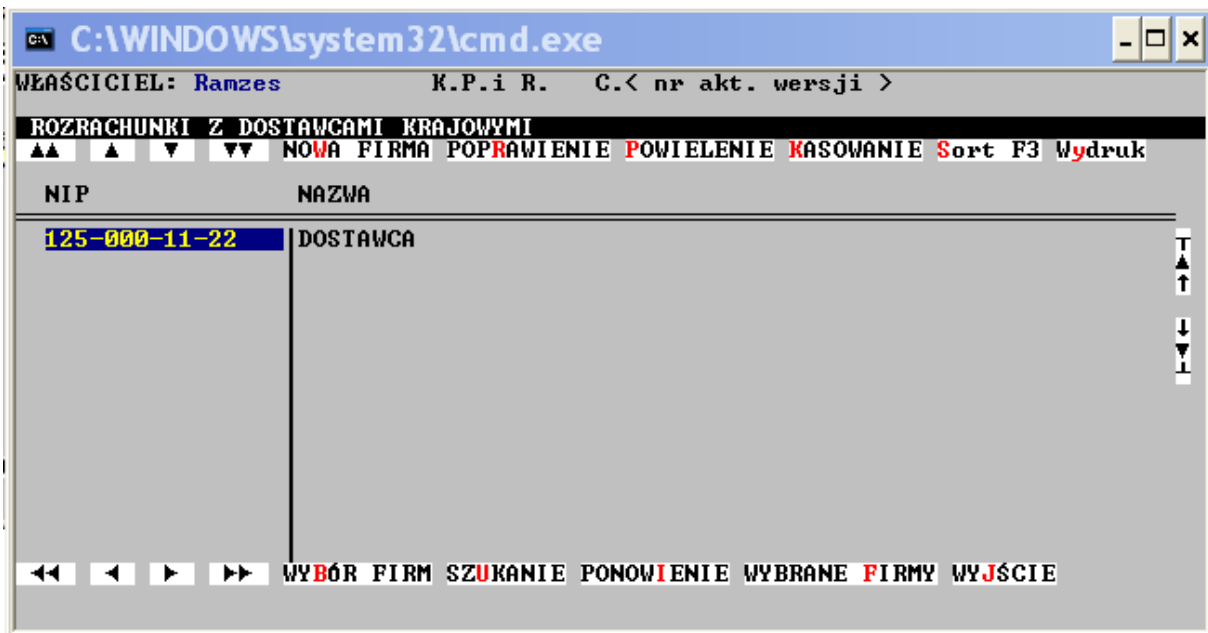 C:\WINDOWS\system32\cmd.exe
WŁAŚCICIEL: Ramzes K.P.i R. C.< nr akt. wersji >
ROZRACHUNKI Z DOSTAWCAMI KRAJOWYMI
NOWA FIRMA POPRAWIENIE POWIELENIE KASOWANIE Sort F3 Wydruk
NIP NAZWA
125-000-11-22 DOSTAWCA
WYBÓR FIRM SZUKANIE PONOWIENIE WYBRANE FIRMY WYJŚCIE